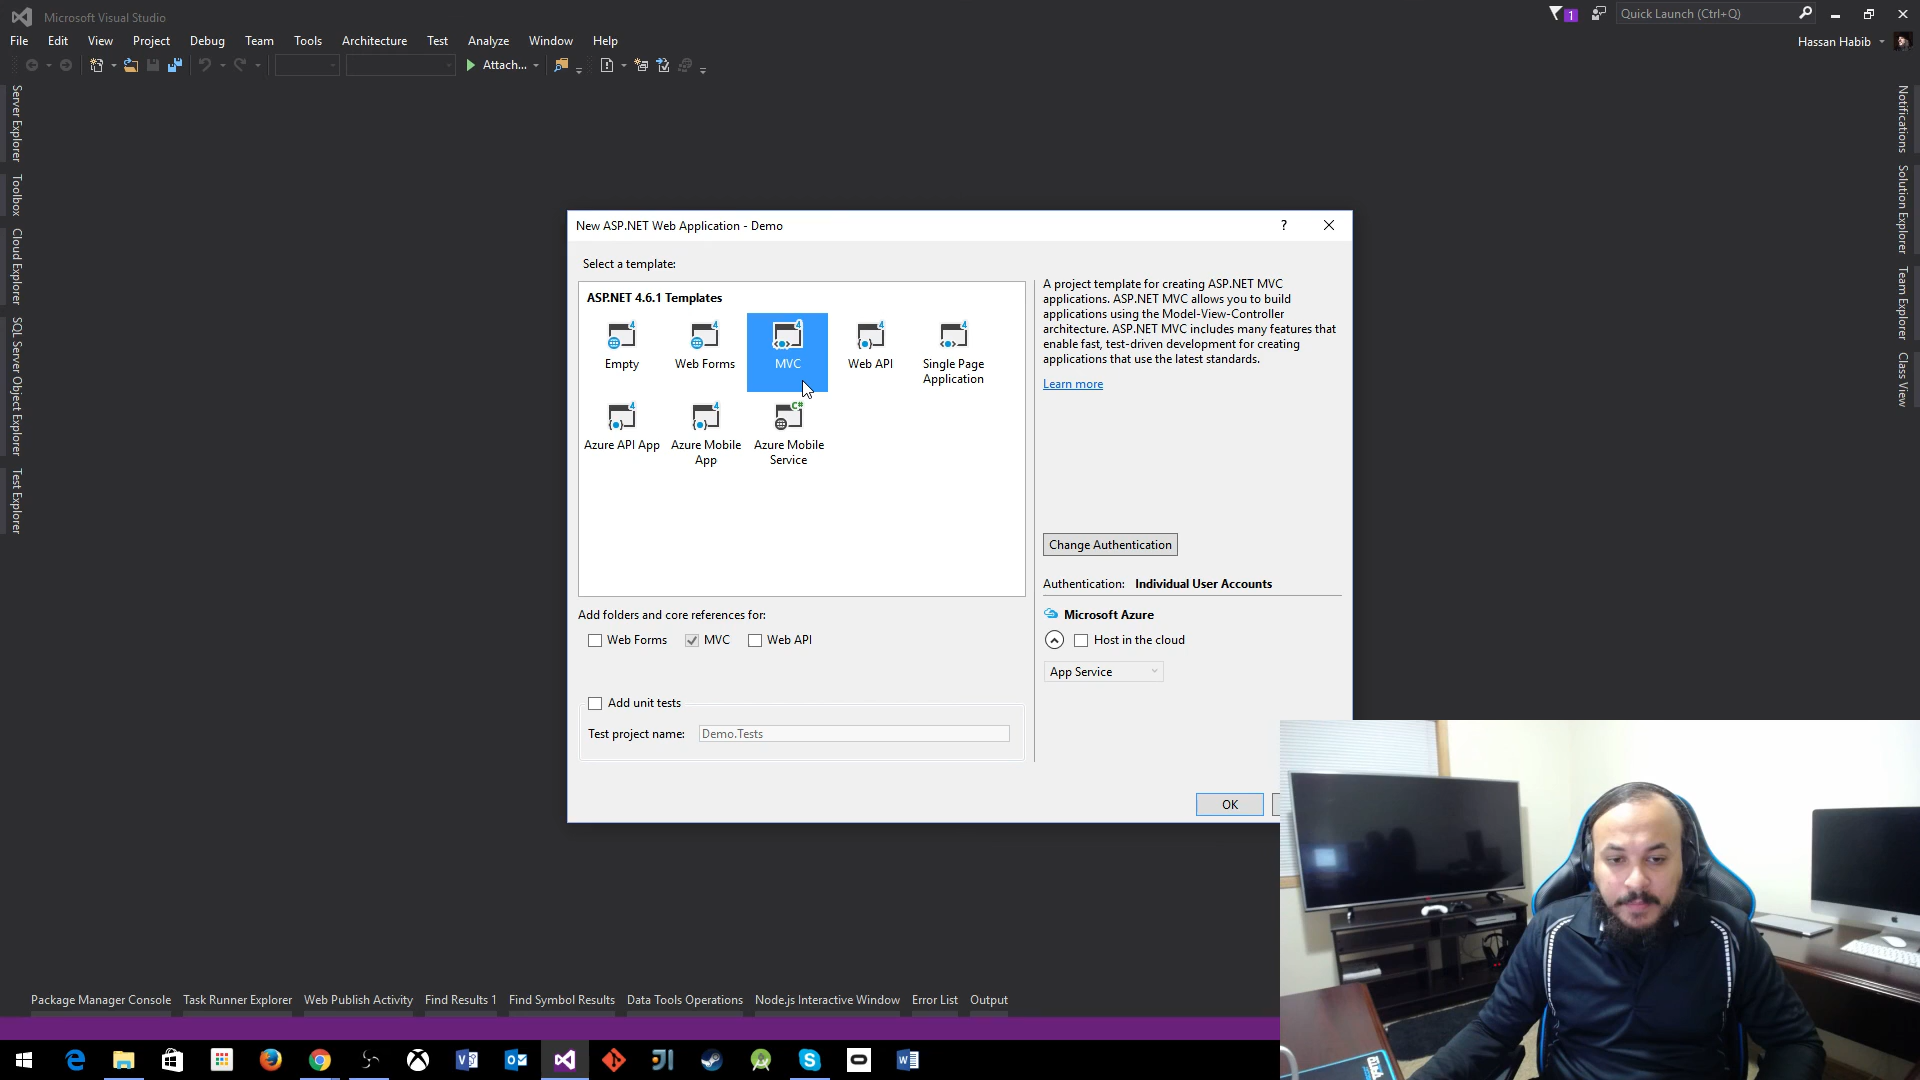 Microsoft Visual Studio
1
Quick Launch (Ctrl+Q)
File Edit View Project Debug Team Tools Architecture Test Analyze Window Help
Hassan Habib
Attach...
Server Explorer
Toolbox
Cloud Explorer
SQL Server Object Explorer
Test Explorer
Notifications
Solution Explorer
Team Explorer
Class View
New ASP.NET Web Application - Demo
?
Select a template:
ASP.NET 4.6.1 Templates
Empty
Web Forms
MVC
Web API
Single Page
Application
Azure API App
Azure Mobile
App
Azure Mobile
Service
A project template for creating ASP.NET MVC
applications. ASP.NET MVC allows you to build
applications using the Model-View-Controller
architecture. ASP.NET MVC includes many features that
enable fast, test-driven development for creating
applications that use the latest standards.
Learn more
Change Authentication
Authentication: Individual User Accounts
Microsoft Azure
Host in the cloud
App Service
Add folders and core references for:
Web Forms MVC Web API
Add unit tests
Test project name: Demo.Tests
OK
Package Manager Console Task Runner Explorer Web Publish Activity Find Results 1 Find Symbol Results Data Tools Operations Node.js Interactive Window Error List Output